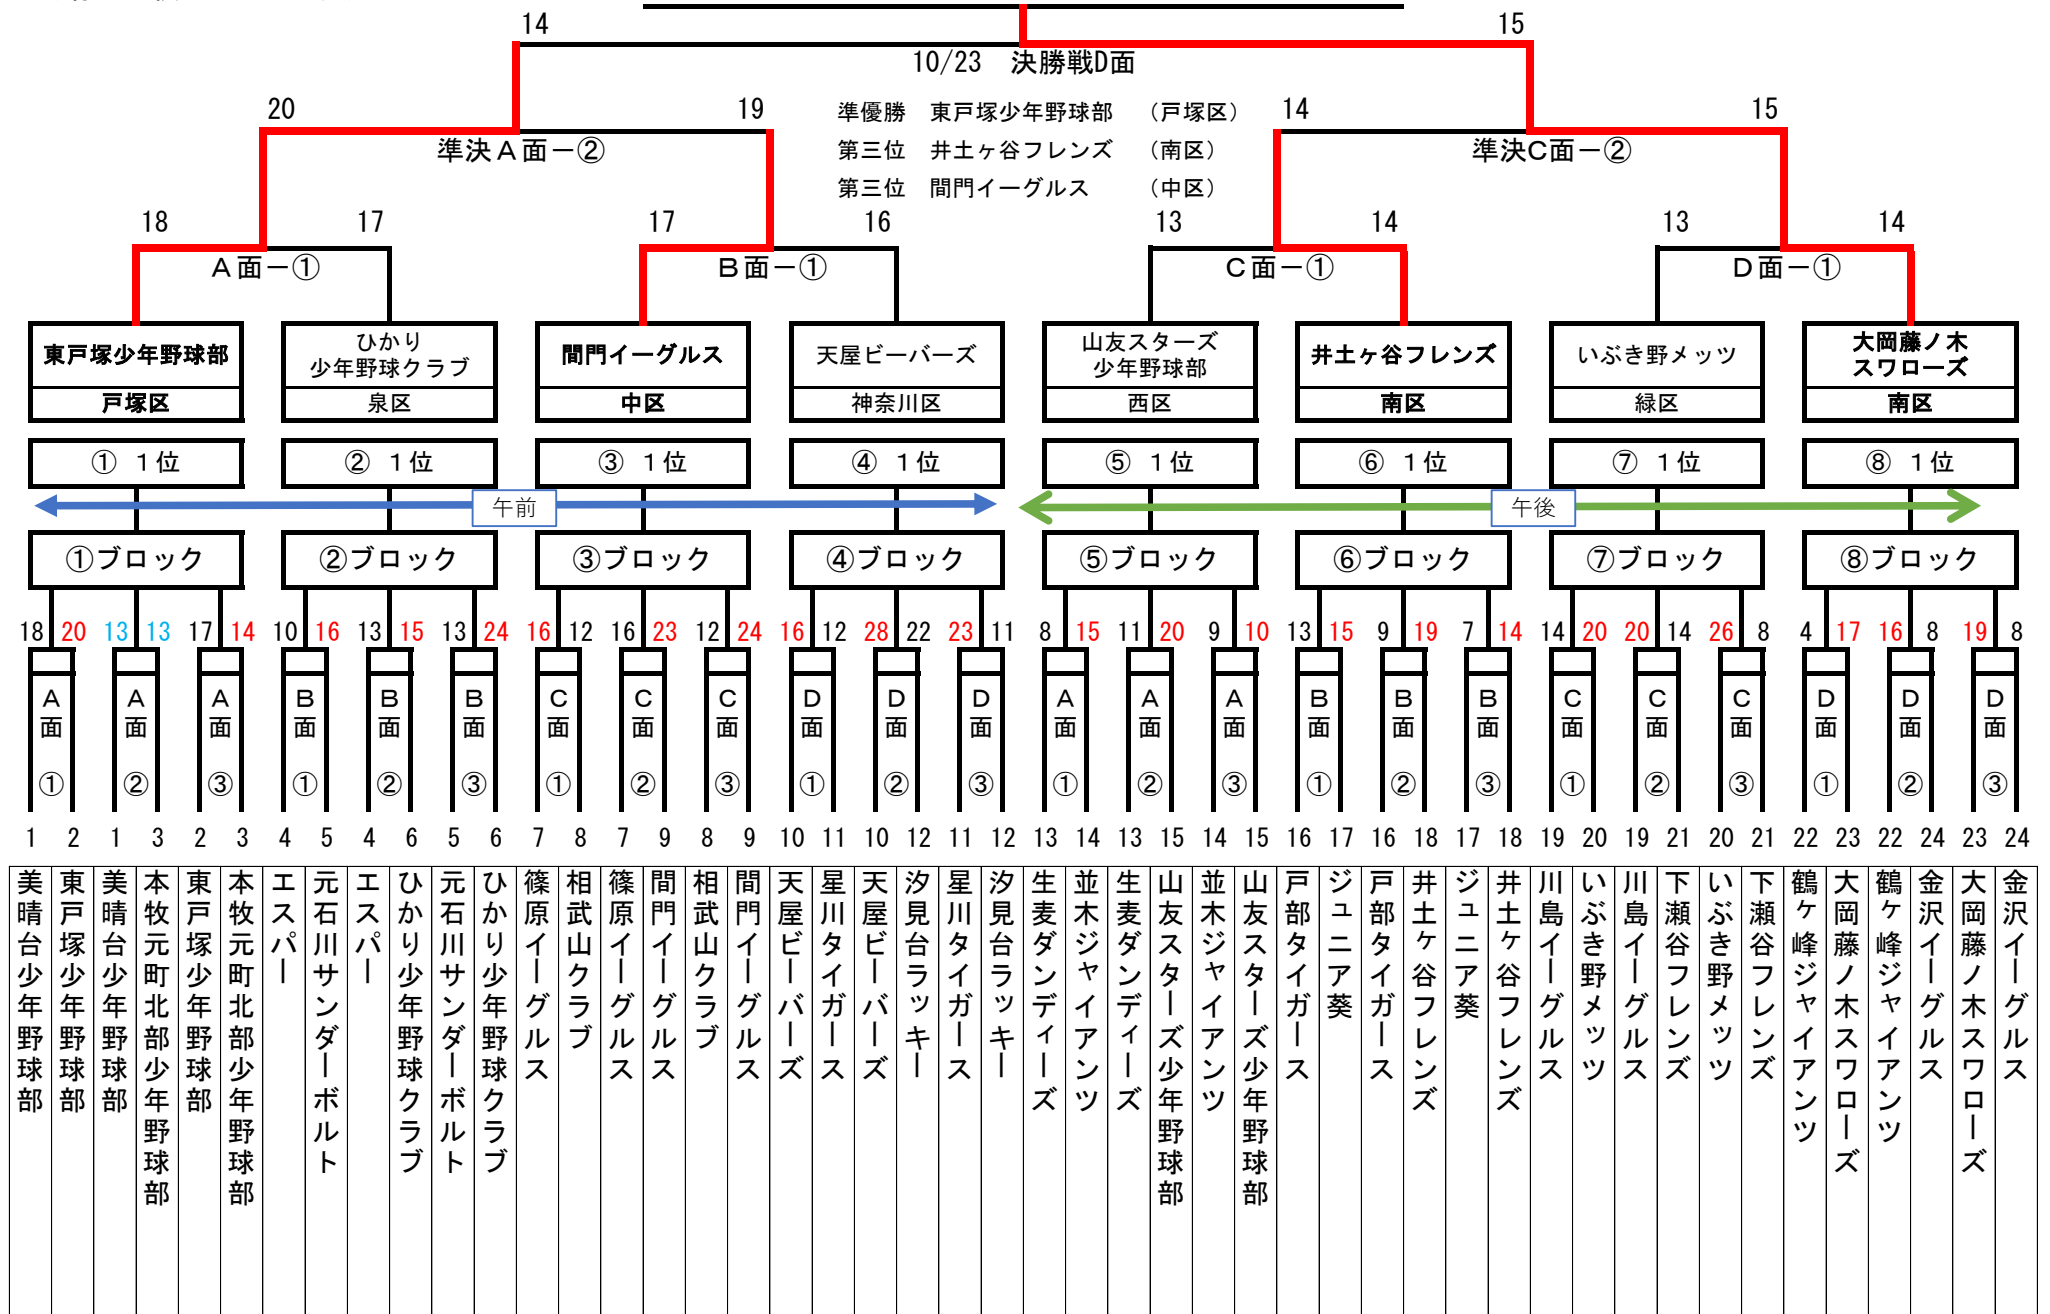 14 15
10/23 決勝戦D面
20 19 14 15
準優勝 東戸塚少年野球部 （戸塚区）
第三位 井土ヶ谷フレンズ （南区）
第三位 間門イーグルス （中区）
準決A面－② 準決C面－②
18 17 17 16 13 14 13 14
A面－① B面－① C面－① D面－①
東戸塚少年野球部
戸塚区
ひかり
少年野球クラブ
泉区
間門イーグルス
中区
天屋ビーバーズ
神奈川区
山友スターズ
少年野球部
西区
井土ヶ谷フレンズ
南区
いぶき野メッツ
緑区
大岡藤ノ木
スワローズ
南区
① 1位 ② 1位 ③ 1位 ④ 1位 ⑤ 1位 ⑥ 1位 ⑦ 1位 ⑧ 1位
午前 午後
①ブロック ②ブロック ③ブロック ④ブロック ⑤ブロック ⑥ブロック ⑦ブロック ⑧ブロック
18 20 13 13 17 14 10 16 13 15 13 24 16 12 16 23 12 24 16 12 28 22 23 11 8 15 11 20 9 10 13 15 9 19 7 14 14 20 20 14 26 8 4 17 16 8 19 8
A面① A面② A面③ B面① B面② B面③ C面① C面② C面③ D面① D面② D面③ A面① A面② A面③ B面① B面② B面③ C面① C面② C面③ D面① D面② D面③
1 2 1 3 2 3 4 5 4 6 5 6 7 8 7 9 8 9 10 11 10 12 11 12 13 14 13 15 14 15 16 17 16 18 17 18 19 20 19 21 20 21 22 23 22 24 23 24
美晴台少年野球部
東戸塚少年野球部
美晴台少年野球部
本牧元町北部少年野球部
東戸塚少年野球部
本牧元町北部少年野球部
エスパー
元石川サンダーボルト
エスパー
ひかり少年野球クラブ
元石川サンダーボルト
ひかり少年野球クラブ
篠原イーグルス
相武山クラブ
篠原イーグルス
間門イーグルス
相武山クラブ
間門イーグルス
天屋ビーバーズ
星川タイガース
天屋ビーバーズ
汐見台ラッキー
星川タイガース
汐見台ラッキー
生麦ダンディーズ
並木ジャイアンツ
生麦ダンディーズ
山友スターズ少年野球部
並木ジャイアンツ
山友スターズ少年野球部
戸部タイガース
ジュニア葵
戸部タイガース
井土ヶ谷フレンズ
ジュニア葵
井土ヶ谷フレンズ
川島イーグルス
いぶき野メッツ
川島イーグルス
下瀬谷フレンズ
いぶき野メッツ
下瀬谷フレンズ
鶴ケ峰ジャイアンツ
大岡藤ノ木スワローズ
鶴ケ峰ジャイアンツ
金沢イーグルス
大岡藤ノ木スワローズ
金沢イーグルス